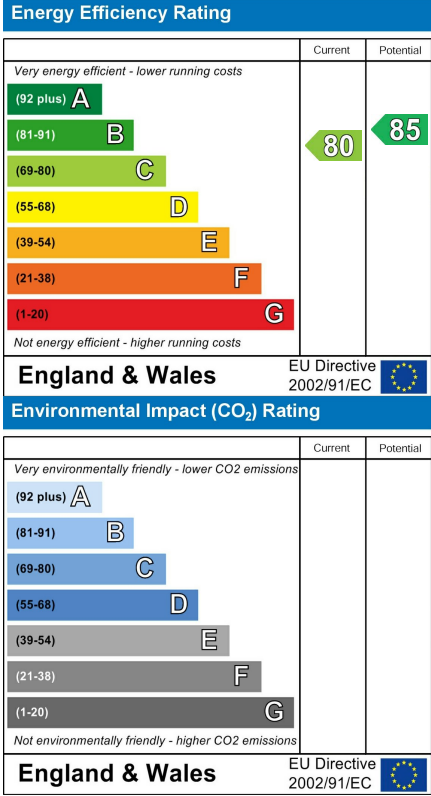 Energy Efficiency Rating
Current Potential
Very energy efficient - lower running costs
(92 plus) A
(81-91) B
(69-80) C
(55-68) D
(39-54) E
(21-38) F
(1-20) G
80
85
Not energy efficient - higher running costs
England & Wales
EU Directive
2002/91/EC
Environmental Impact (CO₂) Rating
Current Potential
Very environmentally friendly - lower CO2 emissions
(92 plus) A
(81-91) B
(69-80) C
(55-68) D
(39-54) E
(21-38) F
(1-20) G
Not environmentally friendly - higher CO2 emissions
England & Wales
EU Directive
2002/91/EC